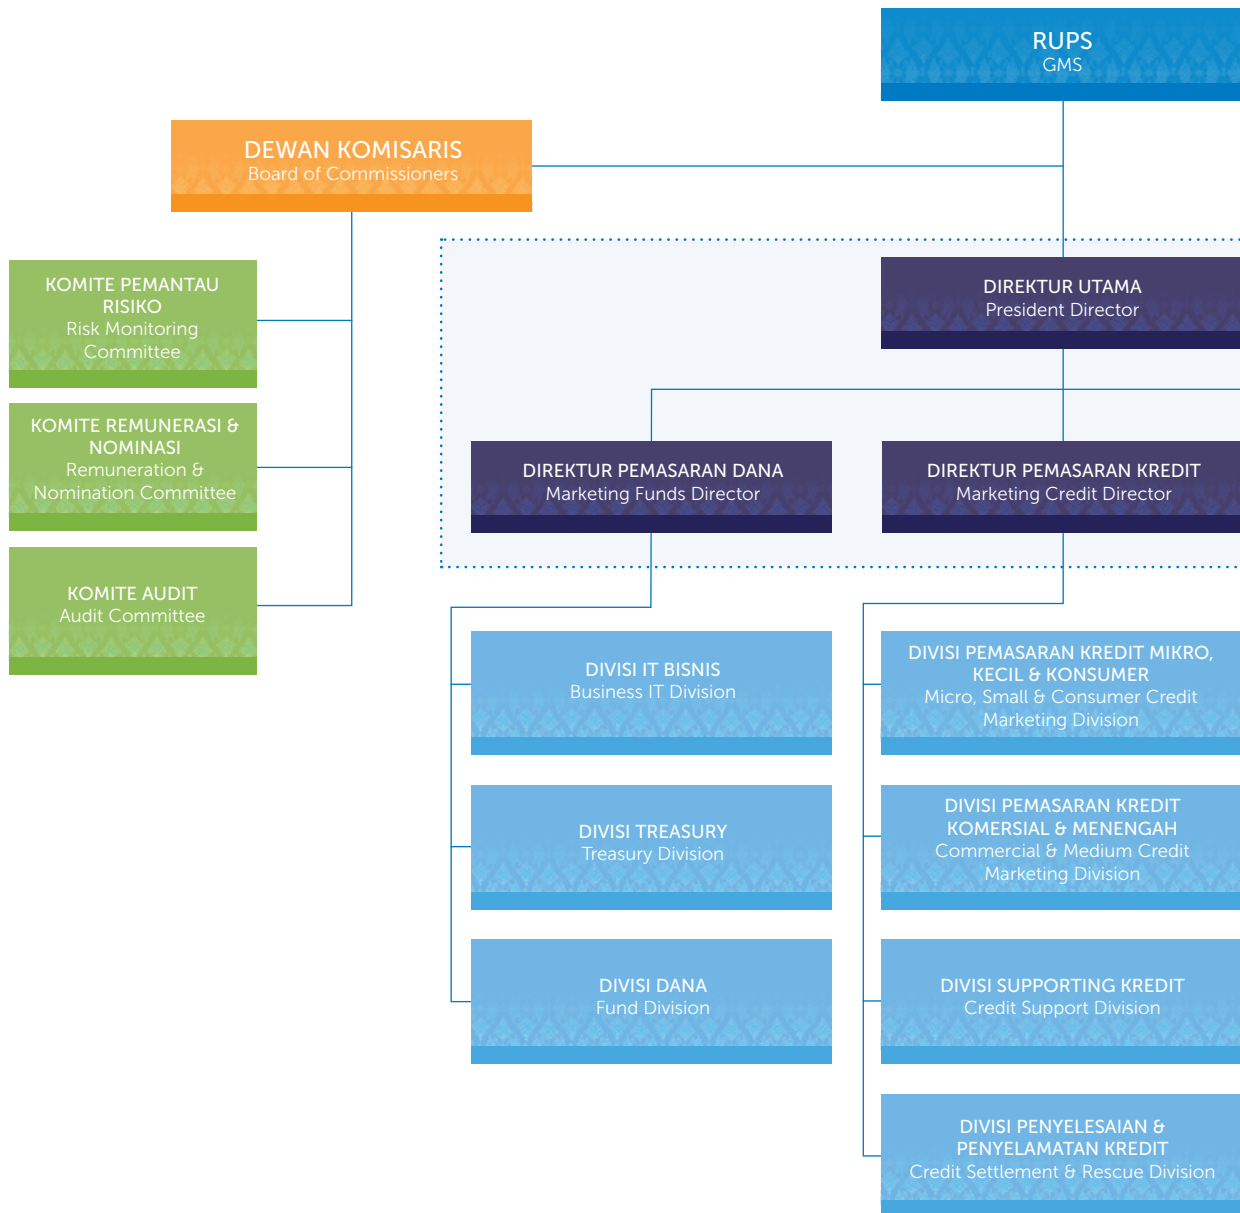 RUPS
GMS
DEWAN KOMISARIS
Board of Commissioners
KOMITE PEMANTAU
RISIKO
Risk Monitoring
Committee
KOMITE REMUNERASI &
NOMINASI
Remuneration &
Nomination Committee
KOMITE AUDIT
Audit Committee
DIREKTUR UTAMA
President Director
DIREKTUR PEMASARAN DANA
Marketing Funds Director
DIREKTUR PEMASARAN KREDIT
Marketing Credit Director
DIVISI IT BISNIS
Business IT Division
DIVISI TREASURY
Treasury Division
DIVISI DANA
Fund Division
DIVISI PEMASARAN KREDIT MIKRO,
KECIL & KONSUMER
Micro, Small & Consumer Credit
Marketing Division
DIVISI PEMASARAN KREDIT
KOMERSIAL & MENENGAH
Commercial & Medium Credit
Marketing Division
DIVISI SUPPORTING KREDIT
Credit Support Division
DIVISI PENYELESAIAN &
PENYELAMATAN KREDIT
Credit Settlement & Rescue Division